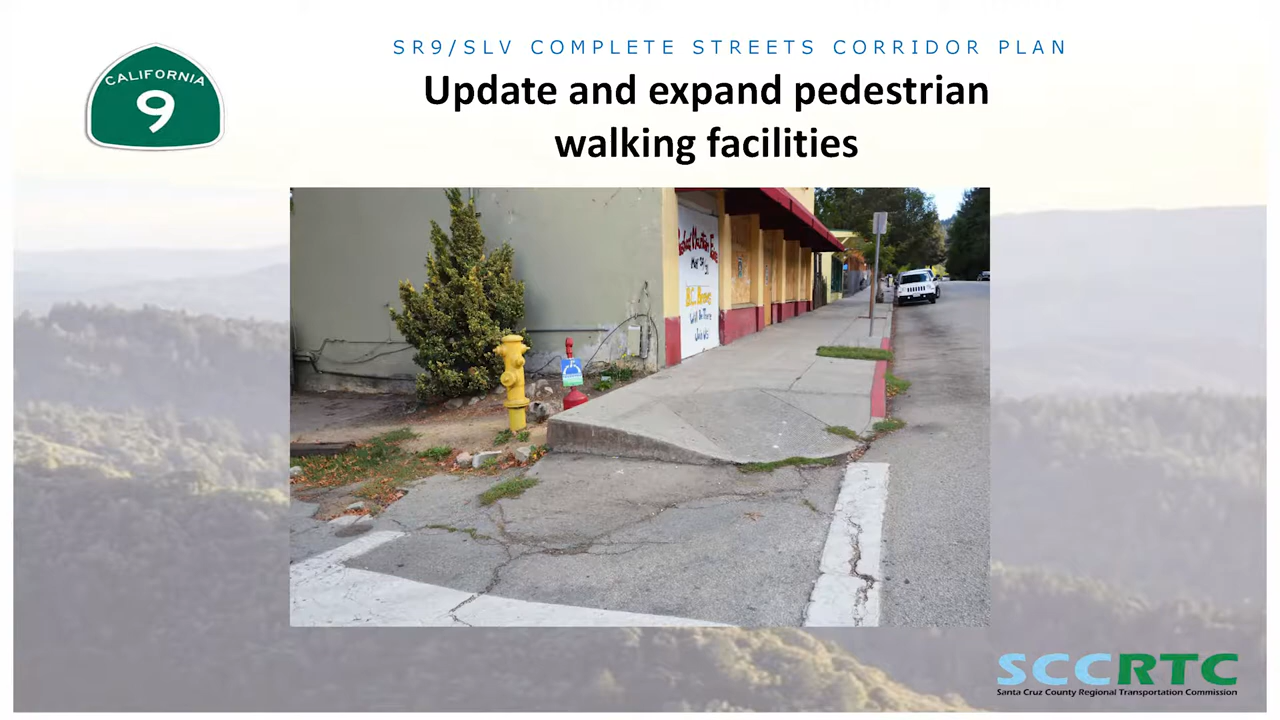 SR9/SLV COMPLETE STREETS CORRIDOR PLAN
CALIFORNIA
9
Update and expand pedestrian
walking facilities
SCCRTC
Santa Cruz County Regional Transportation Commission